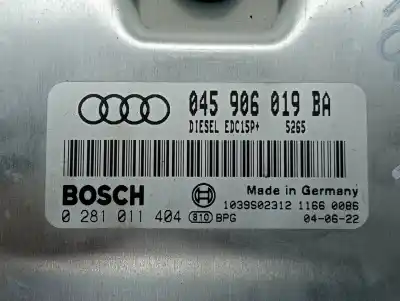 045 906 019 BA
DIESEL EDC15P+ 5265
BOSCH
Made in Germany
0 281 011 404 810 BPG
1039S02312 1166 0086
04-06-22